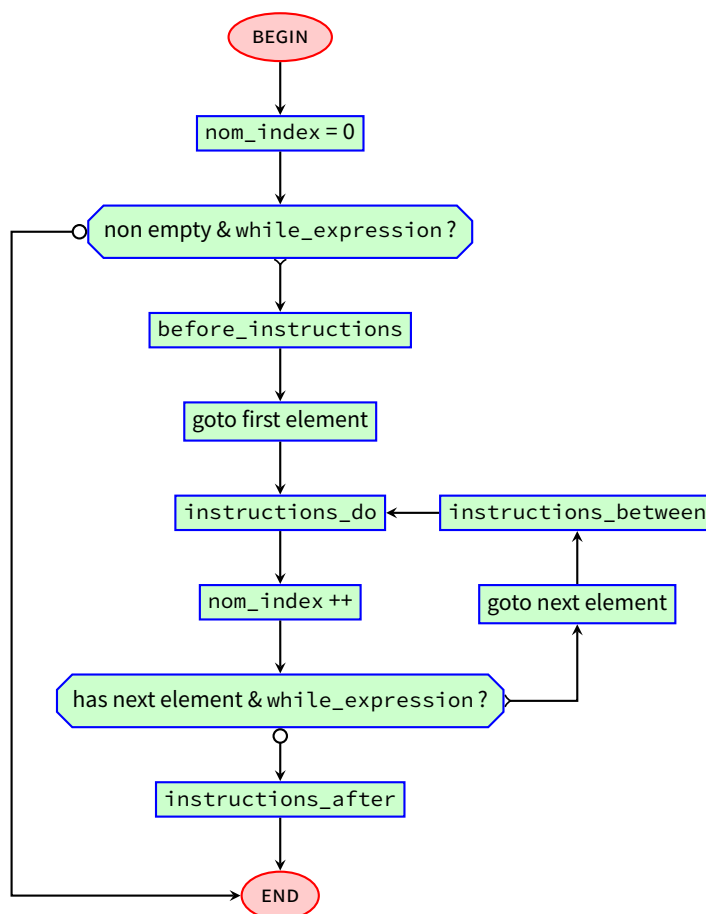 BEGIN
nom_index = 0
non empty & while_expression ?
before_instructions
goto first element
instructions_do
instructions_between
nom_index ++
goto next element
has next element & while_expression ?
instructions_after
END